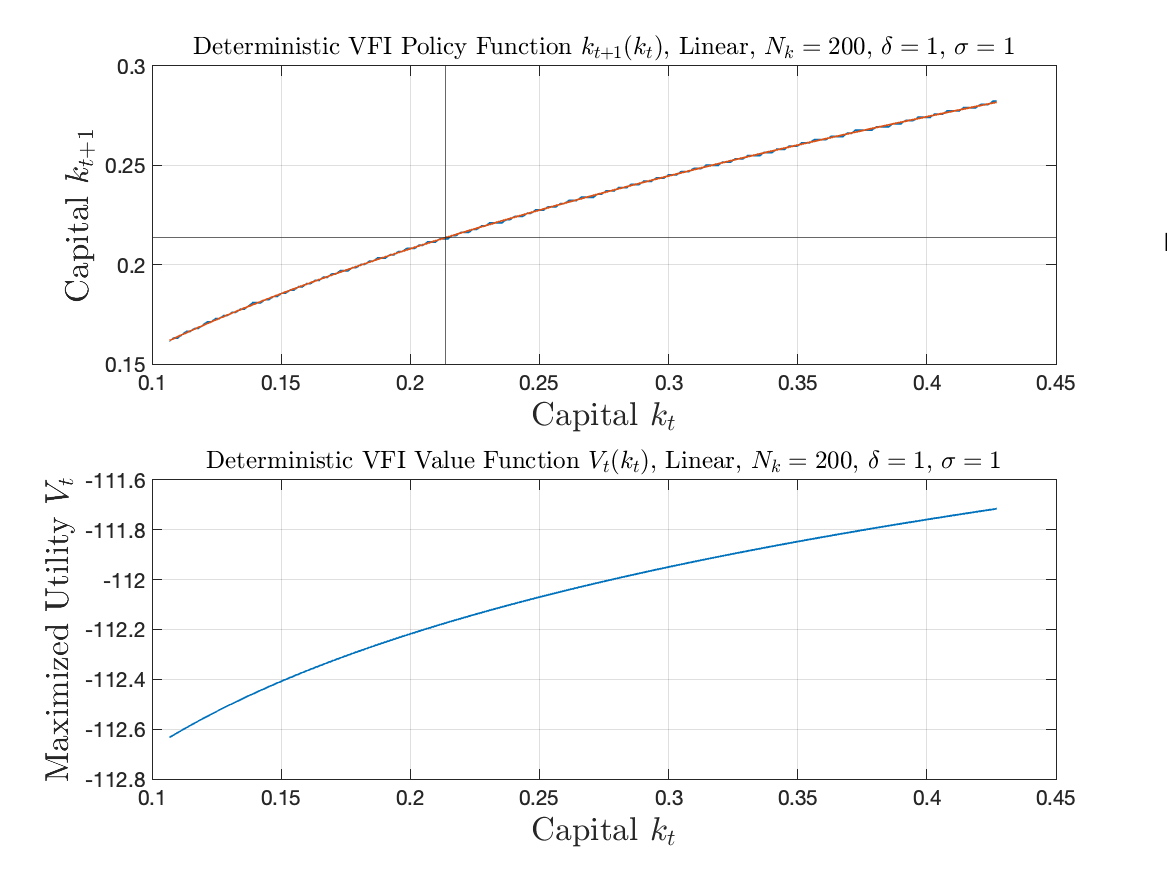 Deterministic VFI Policy Function $k_{t+1}(k_t)$, Linear, $N_k = 200$, $\delta = 1$, $\sigma = 1$
0.3
0.25
0.2
0.15
Capital $k_{t+1}$
0.1 0.15 0.2 0.25 0.3 0.35 0.4 0.45
Capital $k_t$
Deterministic VFI Value Function $V_t(k_t)$, Linear, $N_k = 200$, $\delta = 1$, $\sigma = 1$
-111.6
-111.8
-112
-112.2
-112.4
-112.6
-112.8
Maximized Utility $V_t$
0.1 0.15 0.2 0.25 0.3 0.35 0.4 0.45
Capital $k_t$